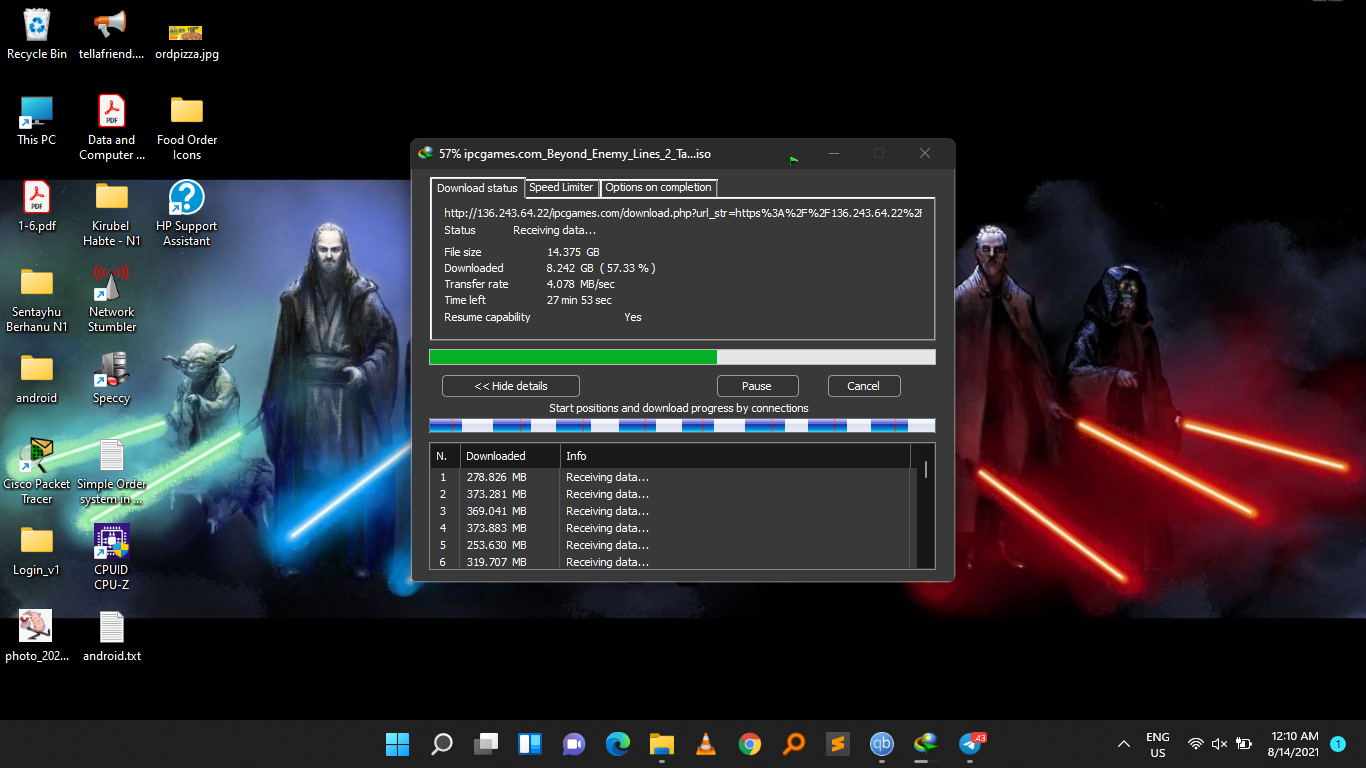 Recycle Bin
tellafriend....
ordpizza.jpg
This PC
Data and
Computer ...
Food Order
Icons
1-6.pdf
Kirubel
Habte - N1
HP Support
Assistant
Sentayhu
Berhanu N1
Network
Stumbler
android
Speccy
Cisco Packet
Tracer
Simple Order
system in ...
Login_v1
CPUID
CPU-Z
photo_202...
android.txt
PDF
PDF
57% ipcgames.com_Beyond_Enemy_Lines_2_Ta...iso
Download status
Speed Limiter
Options on completion
http://136.243.64.22/ipcgames.com/download.php?url_str=https%3A%2F%2F136.243.64.22%2F
Status Receiving data...
File size 14.375 GB
Downloaded 8.242 GB ( 57.33 % )
Transfer rate 4.078 MB/sec
Time left 27 min 53 sec
Resume capability Yes
<< Hide details
Pause
Cancel
Start positions and download progress by connections
N. Downloaded Info
1 278.826 MB Receiving data...
2 373.281 MB Receiving data...
3 369.041 MB Receiving data...
4 373.883 MB Receiving data...
5 253.630 MB Receiving data...
6 319.707 MB Receiving data...
qb
43
ENG
US
12:10 AM
8/14/2021
1